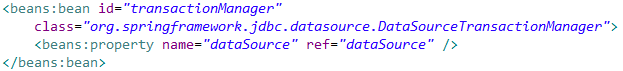 <beans:bean id="transactionManager"
class="org.springframework.jdbc.datasource.DataSourceTransactionManager">
<beans:property name="dataSource" ref="dataSource" />
</beans:bean>